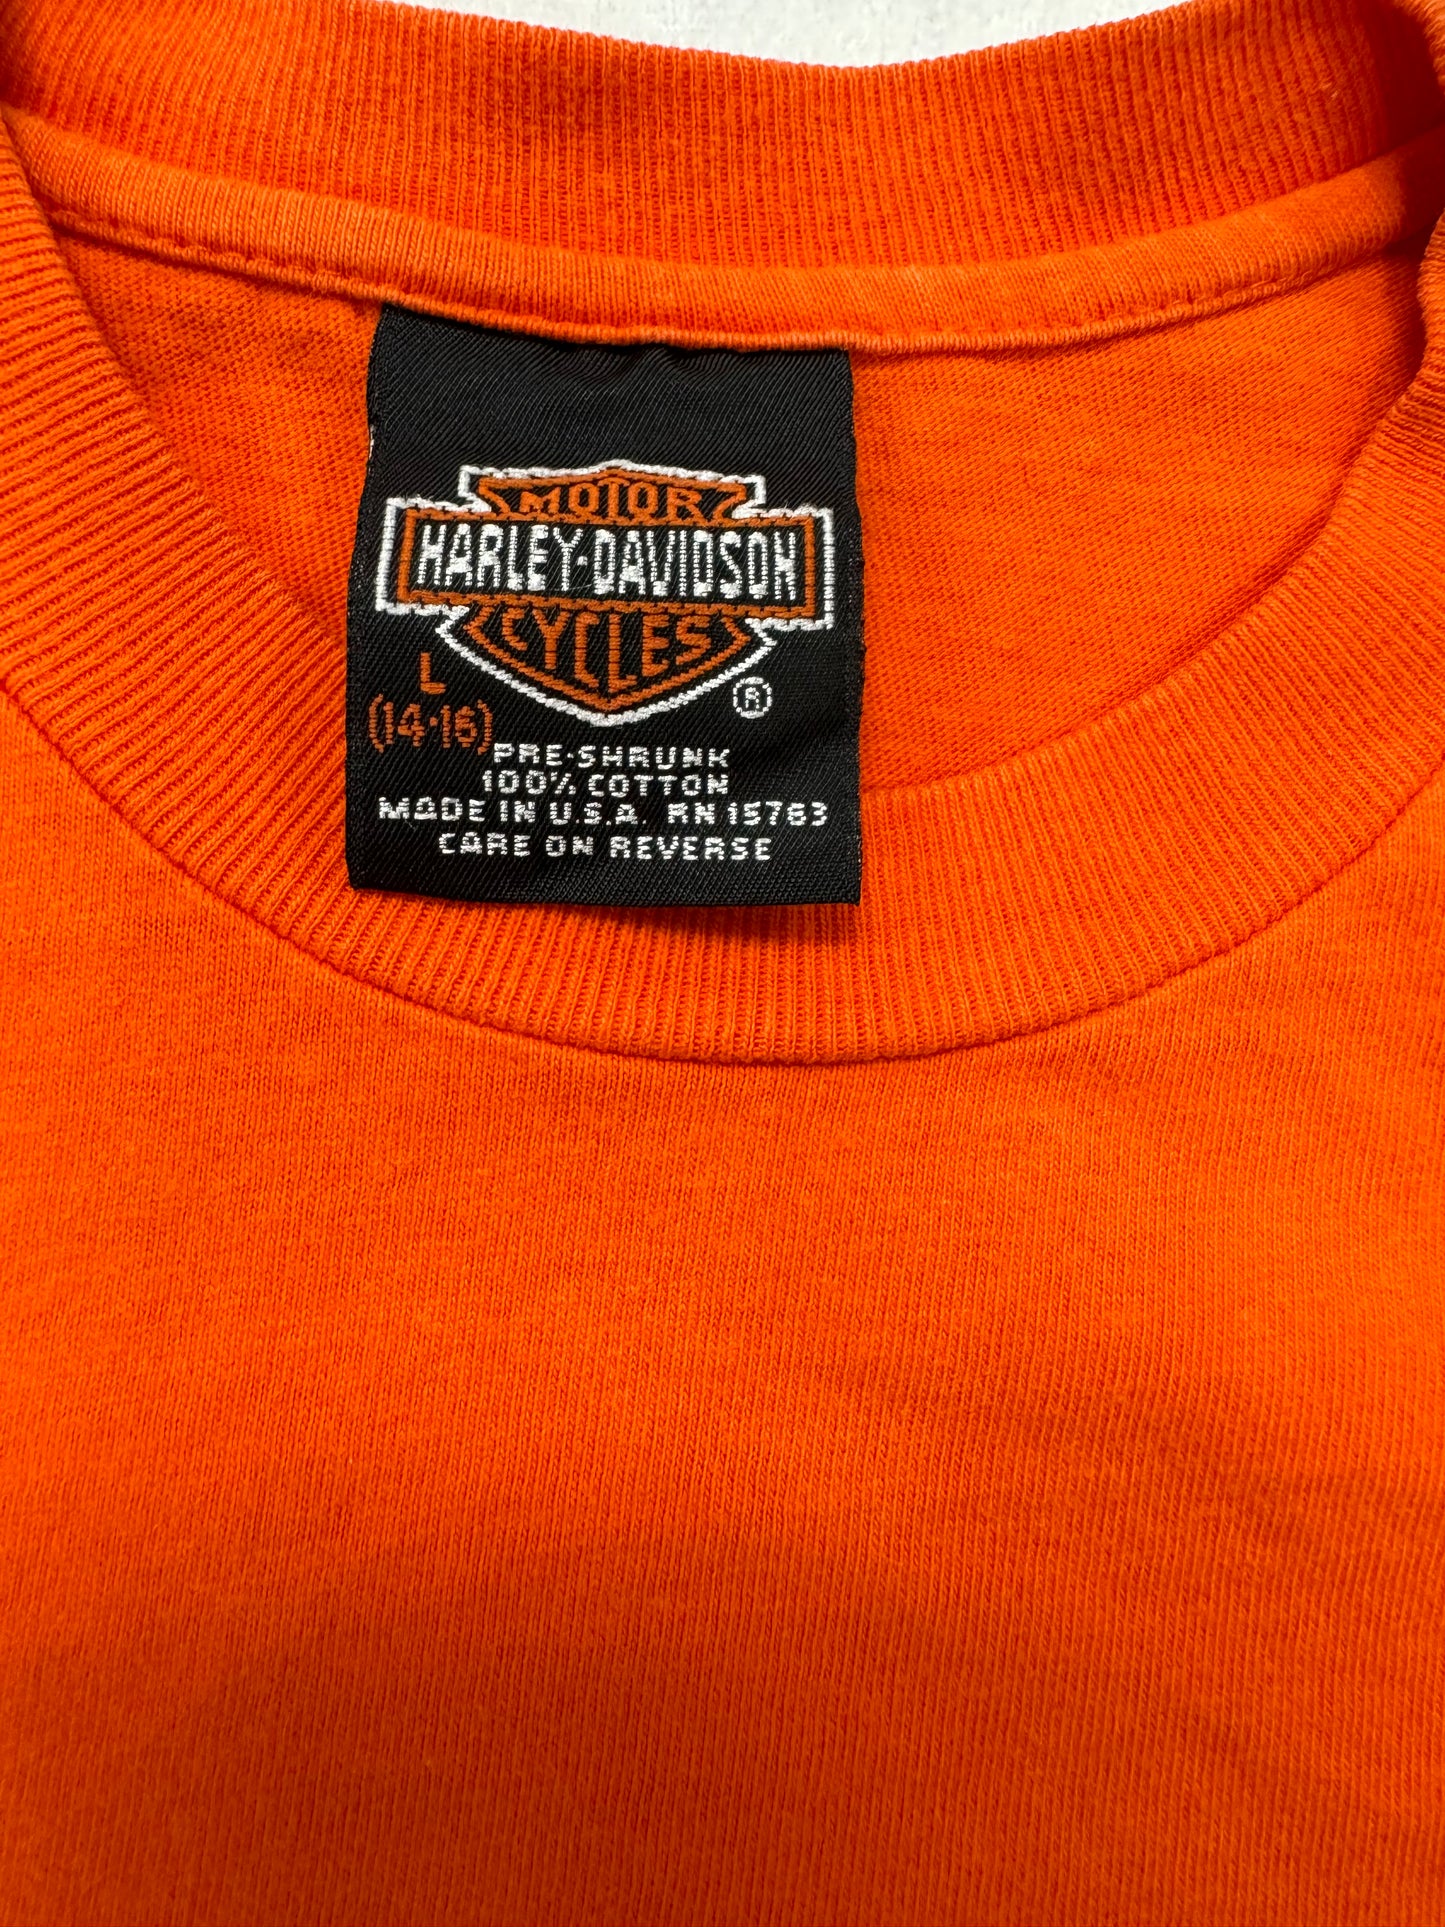 MOTOR
HARLEY-DAVIDSON
CYCLES
®
L
(14-16)
PRE-SHRUNK
100% COTTON
MADE IN U.S.A. RN 15763
CARE ON REVERSE